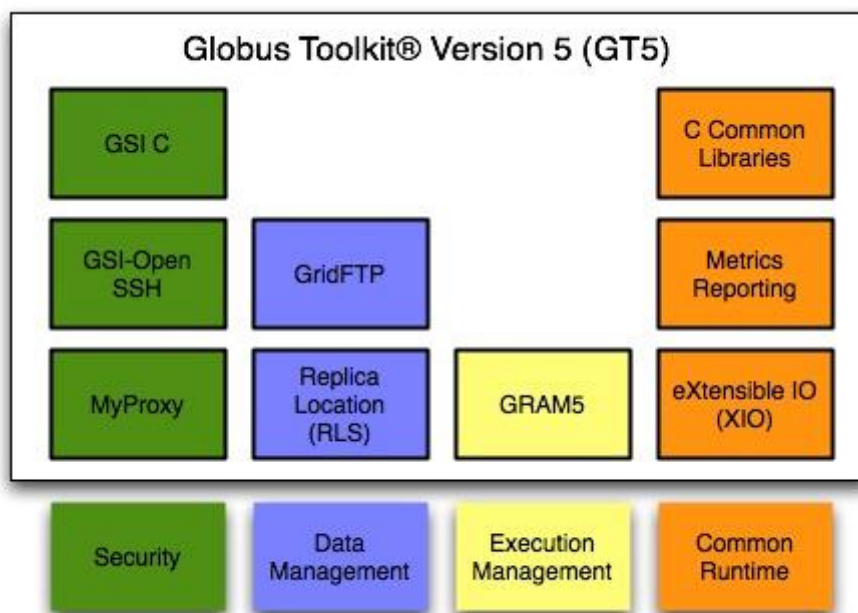 Globus Toolkit® Version 5 (GT5)
GSI C
C Common
Libraries
GSI-Open
SSH
GridFTP
Metrics
Reporting
MyProxy
Replica
Location
(RLS)
GRAM5
eXtensible IO
(XIO)
Security
Data
Management
Execution
Management
Common
Runtime